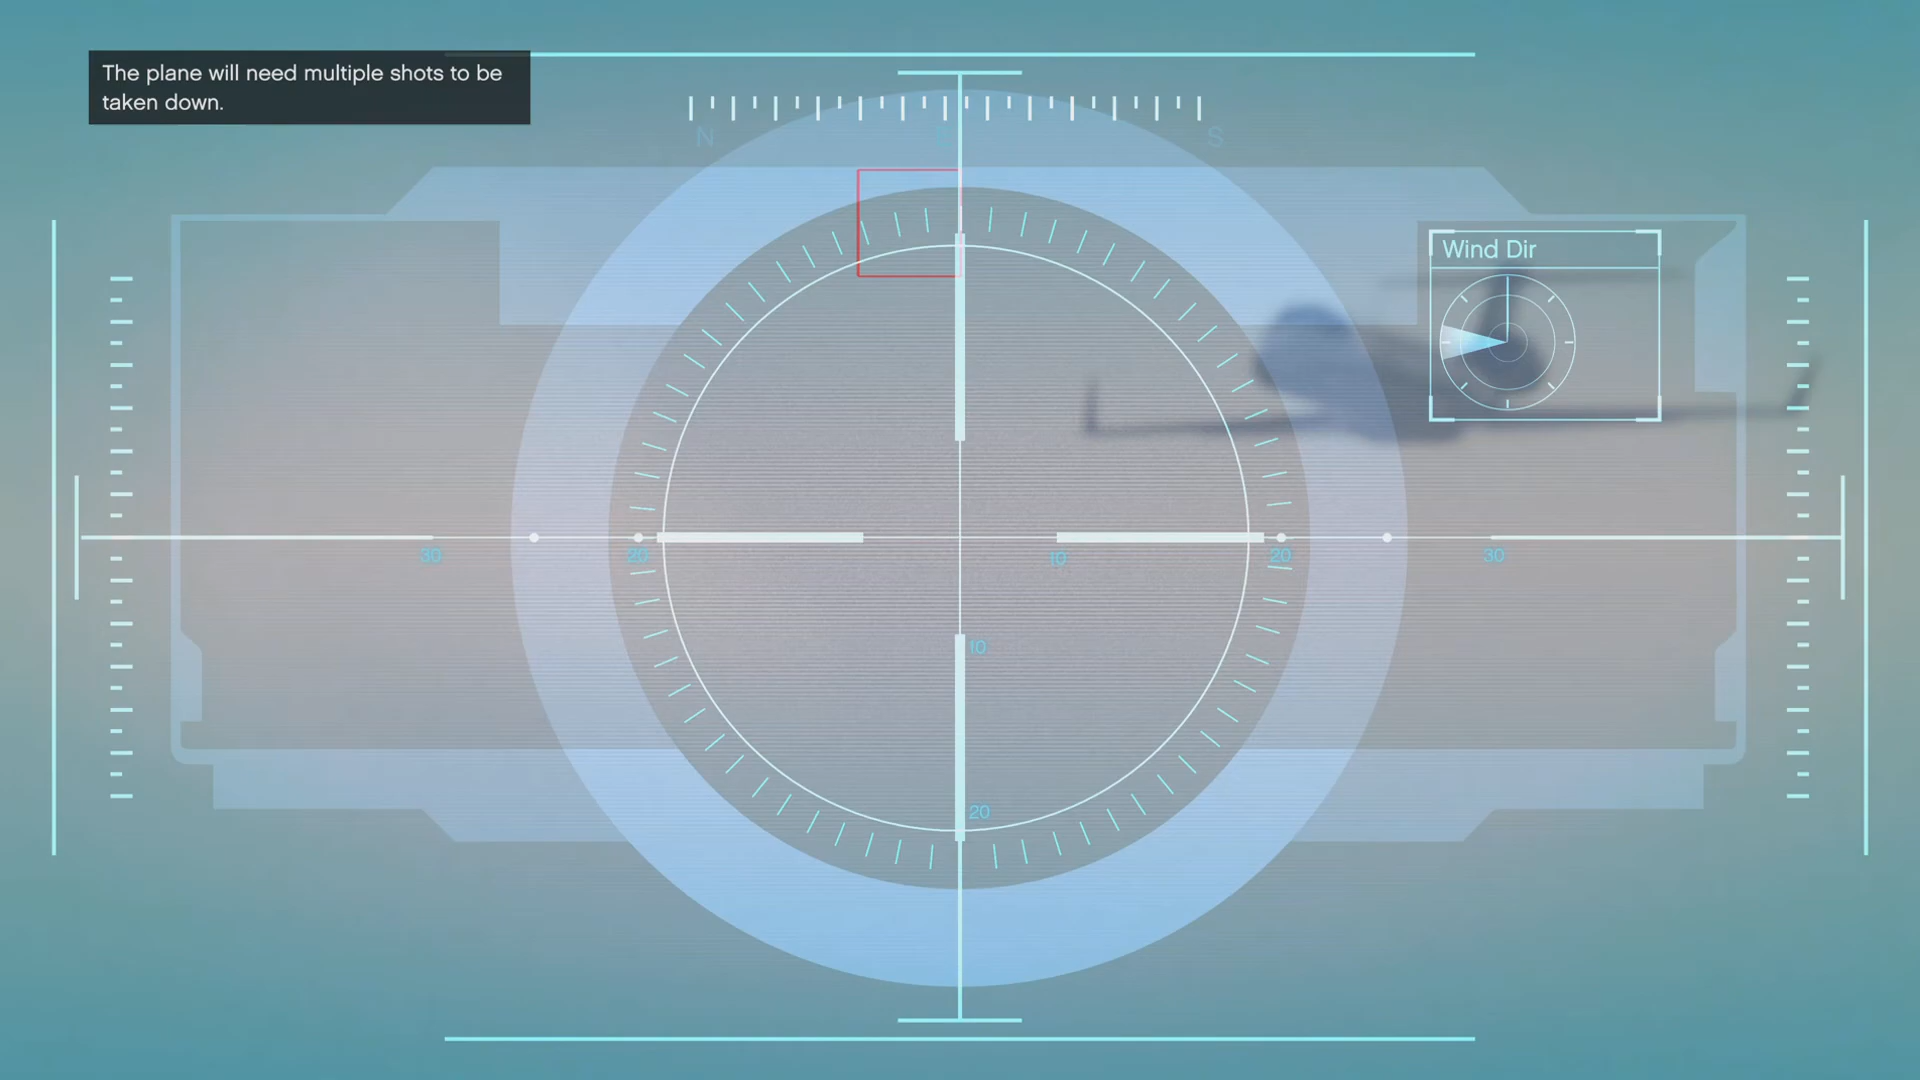 The plane will need multiple shots to be
taken down.
N
S
Wind Dir
30
20
10
20
30
10
20